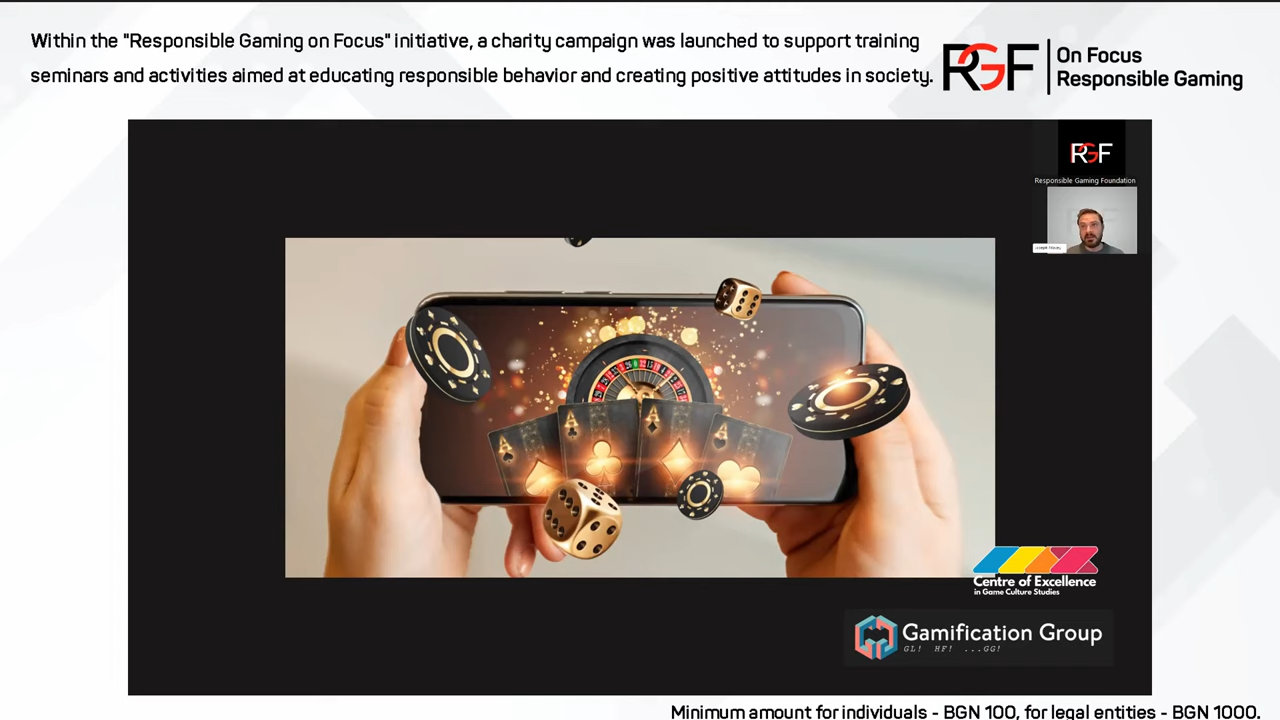 Within the "Responsible Gaming on Focus" initiative, a charity campaign was launched to support training
seminars and activities aimed at educating responsible behavior and creating positive attitudes in society.
RGF
On Focus
Responsible Gaming
RGF
Responsible Gaming Foundation
A
A
A
A
Centre of Excellence
in Game Culture Studies
Gamification Group
GL! HF! ...GG!
Minimum amount for individuals - BGN 100, for legal entities - BGN 1000.